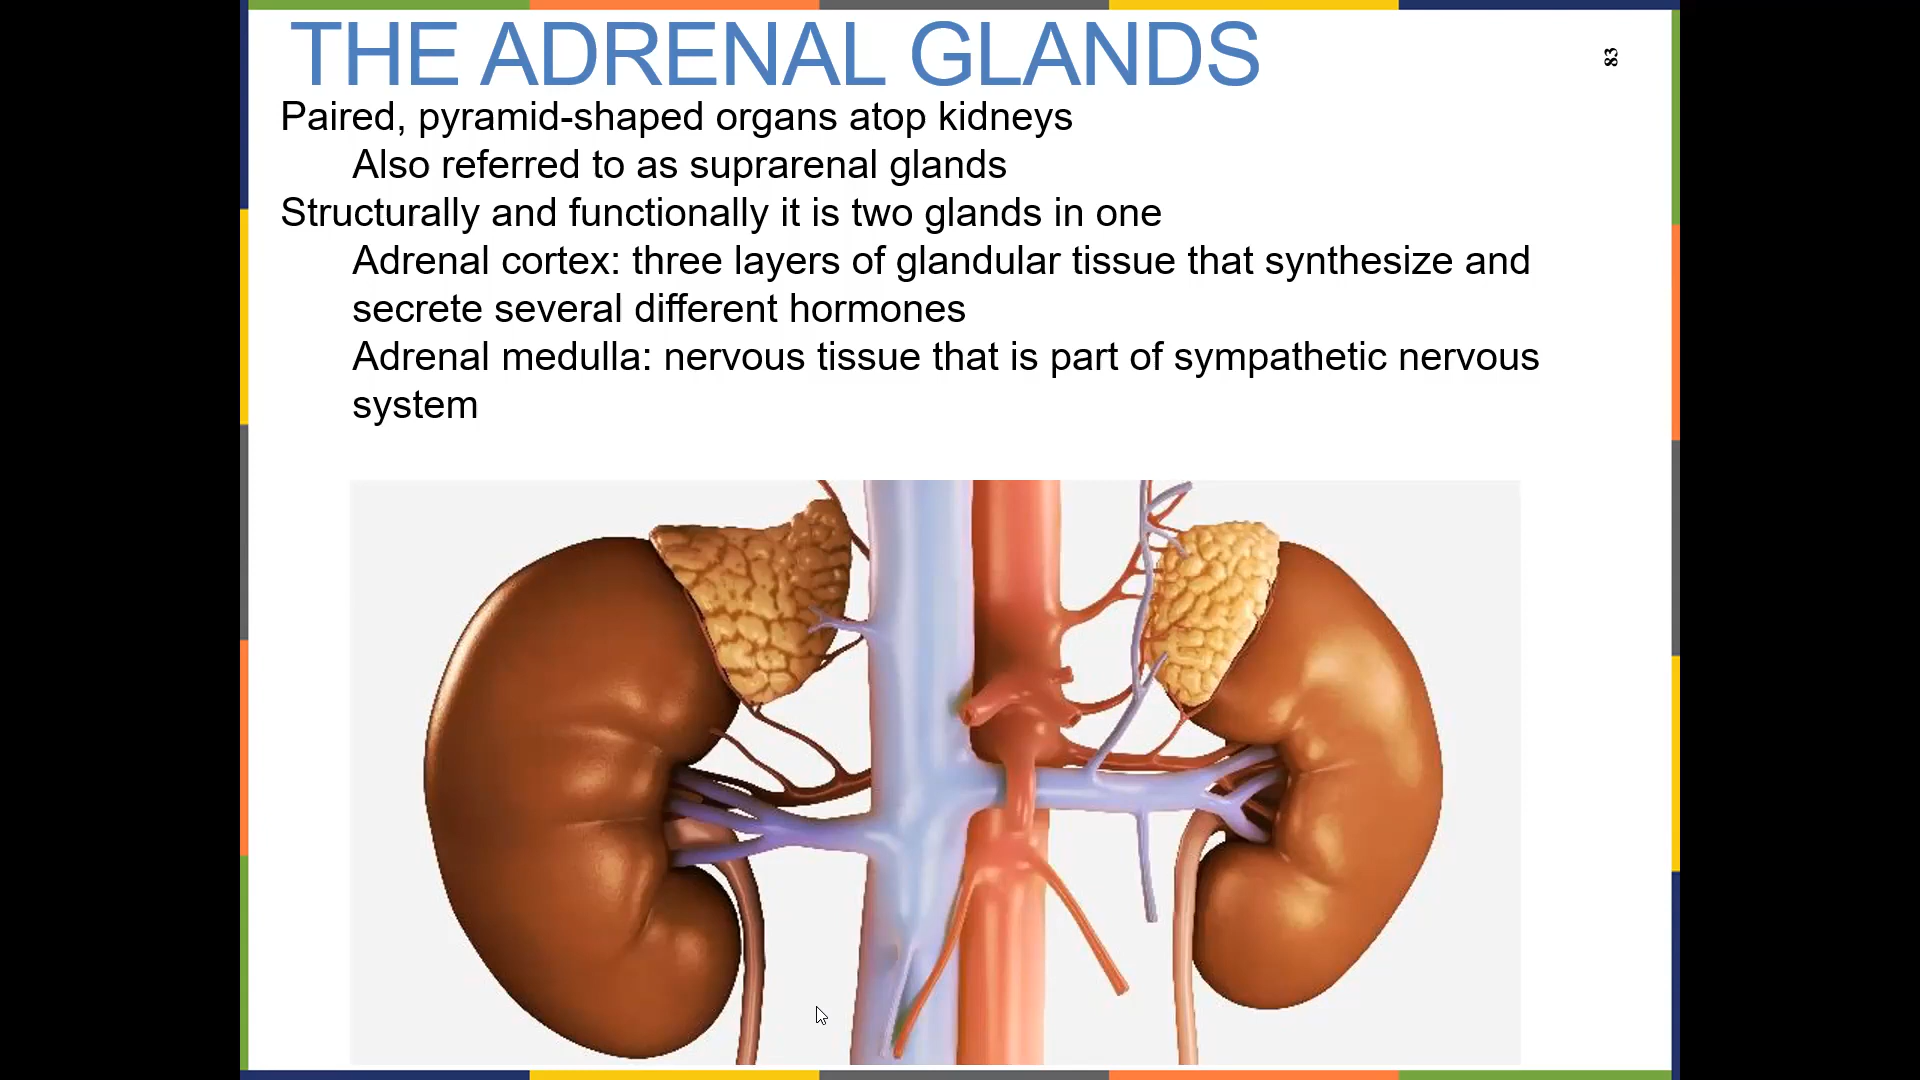 THE ADRENAL GLANDS
83
Paired, pyramid-shaped organs atop kidneys
Also referred to as suprarenal glands
Structurally and functionally it is two glands in one
Adrenal cortex: three layers of glandular tissue that synthesize and
secrete several different hormones
Adrenal medulla: nervous tissue that is part of sympathetic nervous
system